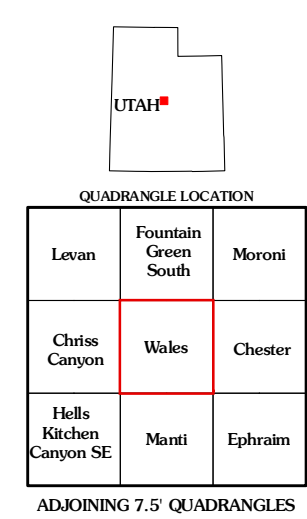 UTAH
QUADRANGLE LOCATION
Levan
Fountain
Green
South
Moroni
Chriss
Canyon
Wales
Chester
Hells
Kitchen
Canyon SE
Manti
Ephraim
ADJOINING 7.5' QUADRANGLES